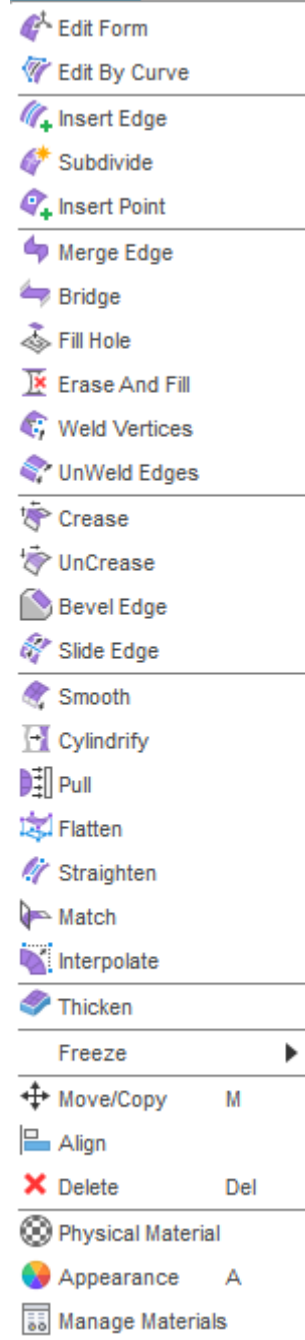 Edit Form
Edit By Curve
Insert Edge
Subdivide
Insert Point
Merge Edge
Bridge
Fill Hole
Erase And Fill
Weld Vertices
UnWeld Edges
Crease
UnCrease
Bevel Edge
Slide Edge
Smooth
Cylindrify
Pull
Flatten
Straighten
Match
Interpolate
Thicken
Freeze
Move/Copy M
Align
Delete Del
Physical Material
Appearance A
Manage Materials